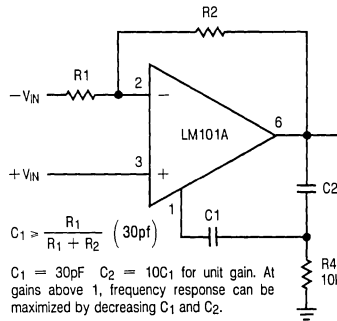 R2
R1
−VIN
2
−
LM101A
6
+VIN
3
+
1
C1
C2
R4
10k
C1 ⩾ R1 / R1 + R2 (30pf)
C1 = 30pF C2 = 10C1 for unit gain. At
gains above 1, frequency response can be
maximized by decreasing C1 and C2.